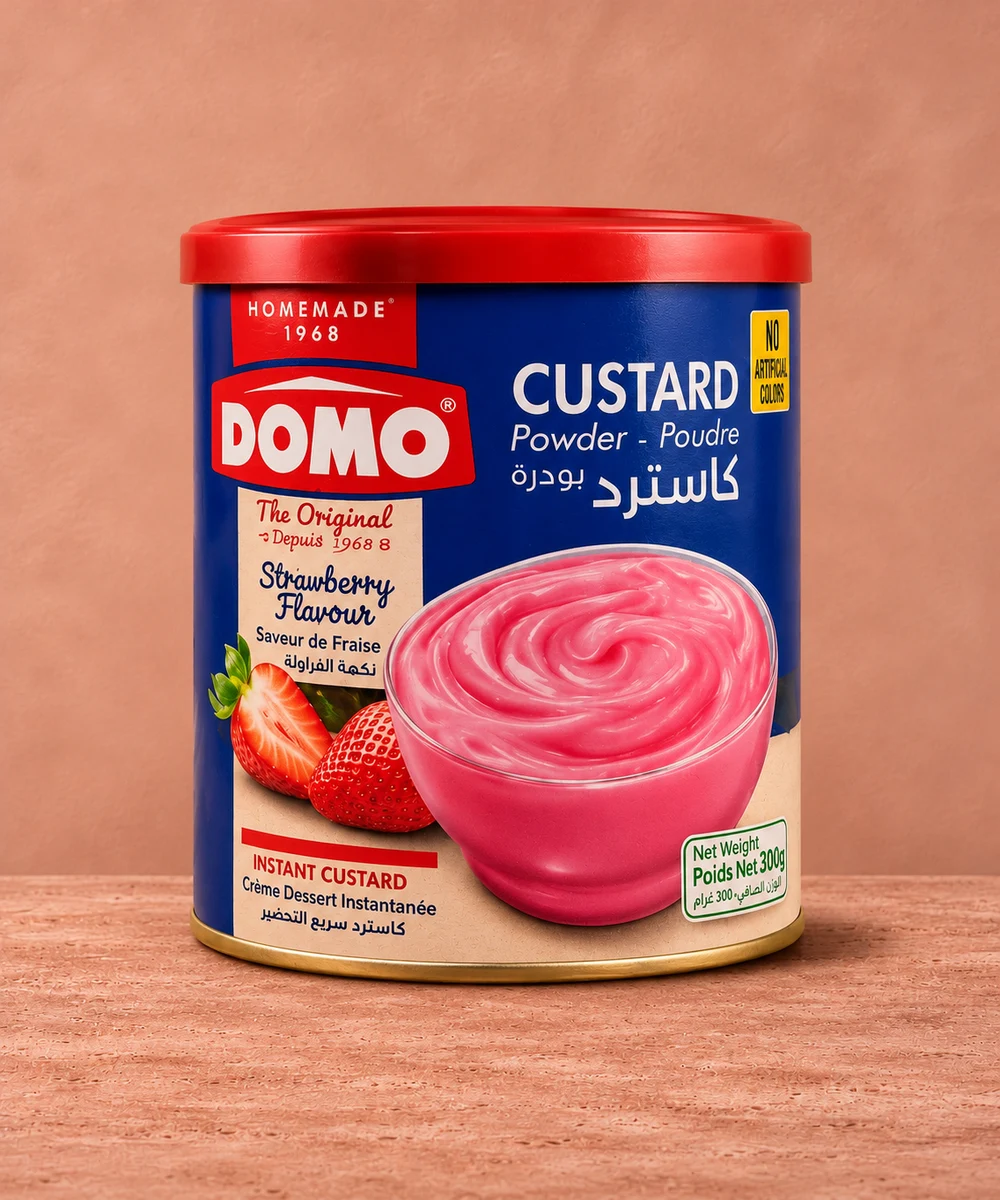 HOMEMADE®
1968
DOMO®
The Original
Depuis 1968 8
Strawberry
Flavour
Saveur de Fraise
نكهة الفراولة
CUSTARD
Powder - Poudre
كاسترد بودرة
NO
ARTIFICIAL
COLORS
INSTANT CUSTARD
Crème Dessert Instantanée
كاسترد سريع التحضير
Net Weight
Poids Net 300g
الوزن الصافي٠ 300 غرام